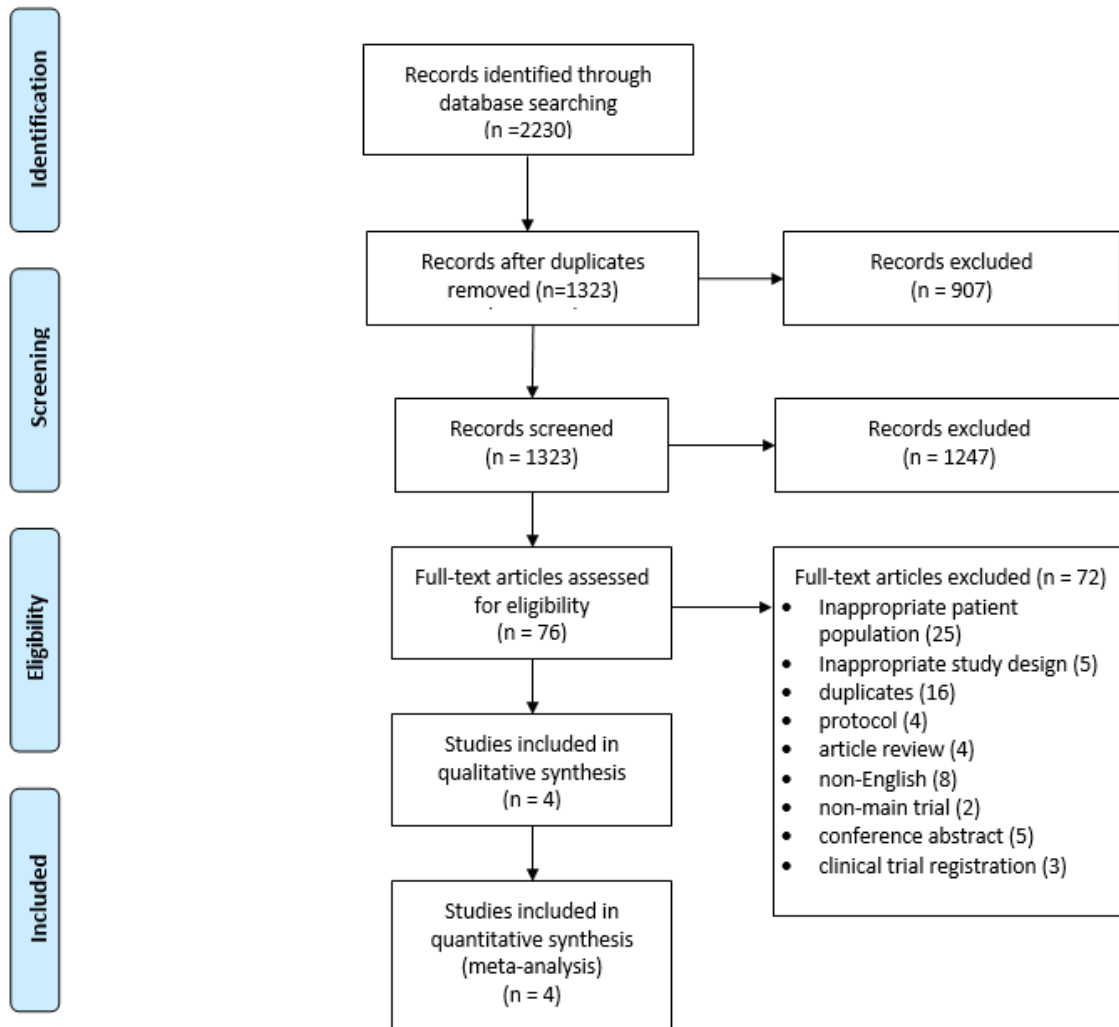 Identification
Records identified through
database searching
(n =2230)
Records after duplicates
removed (n=1323)
Records excluded
(n = 907)
Screening
Records screened
(n = 1323)
Records excluded
(n = 1247)
Eligibility
Full-text articles assessed
for eligibility
(n = 76)
Full-text articles excluded (n = 72)
• Inappropriate patient
population (25)
• Inappropriate study design (5)
• duplicates (16)
• protocol (4)
• article review (4)
• non-English (8)
• non-main trial (2)
• conference abstract (5)
• clinical trial registration (3)
Studies included in
qualitative synthesis
(n = 4)
Included
Studies included in
quantitative synthesis
(meta-analysis)
(n = 4)